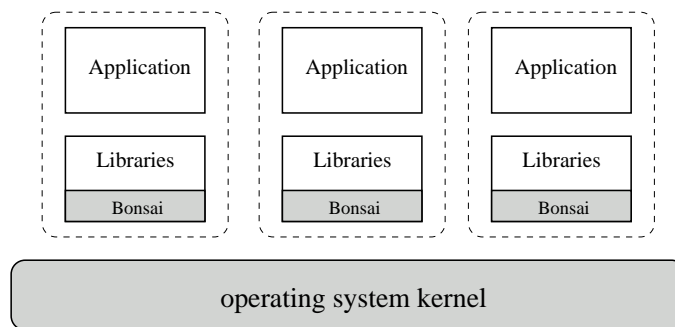 Application Application Application
Libraries Libraries Libraries
Bonsai Bonsai Bonsai
operating system kernel